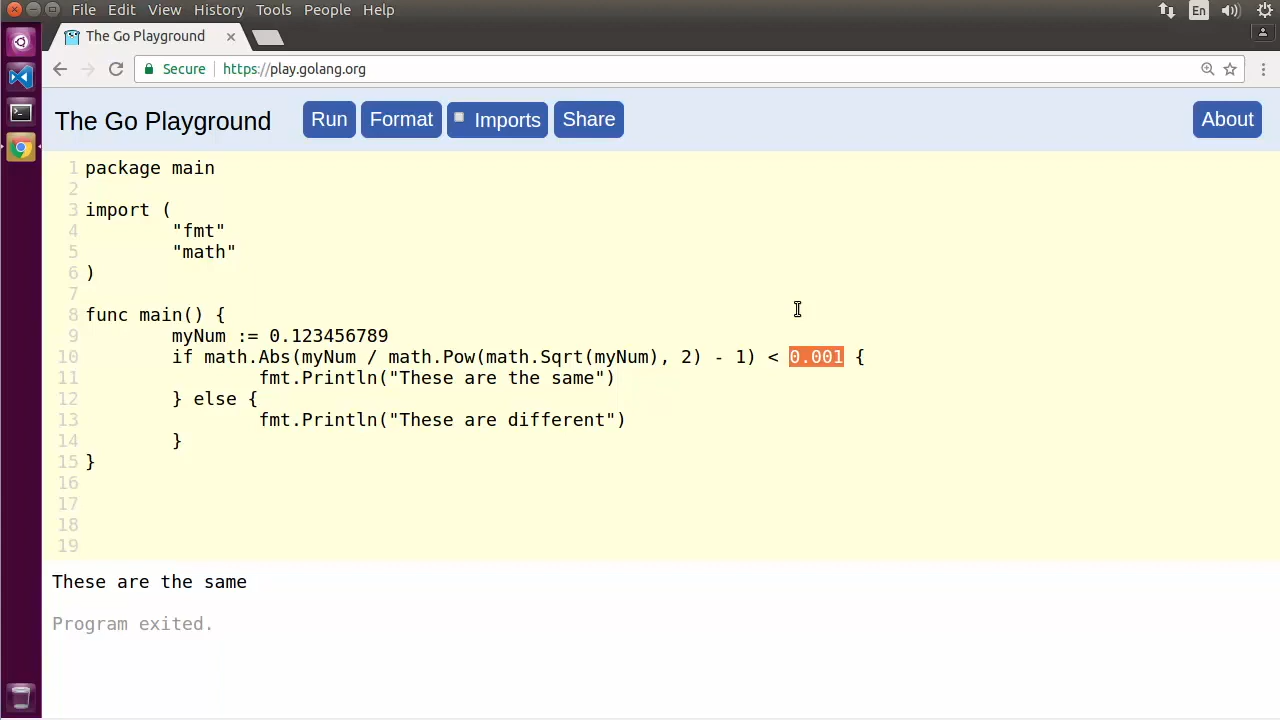 File Edit View History Tools People Help
En
The Go Playground
Secure https://play.golang.org
The Go Playground Run Format Imports Share About
1 package main
2
3 import (
4 "fmt"
5 "math"
6 )
7
8 func main() {
9 myNum := 0.123456789
10 if math.Abs(myNum / math.Pow(math.Sqrt(myNum), 2) - 1) < 0.001 {
11 fmt.Println("These are the same")
12 } else {
13 fmt.Println("These are different")
14 }
15 }
16
17
18
19
These are the same
Program exited.